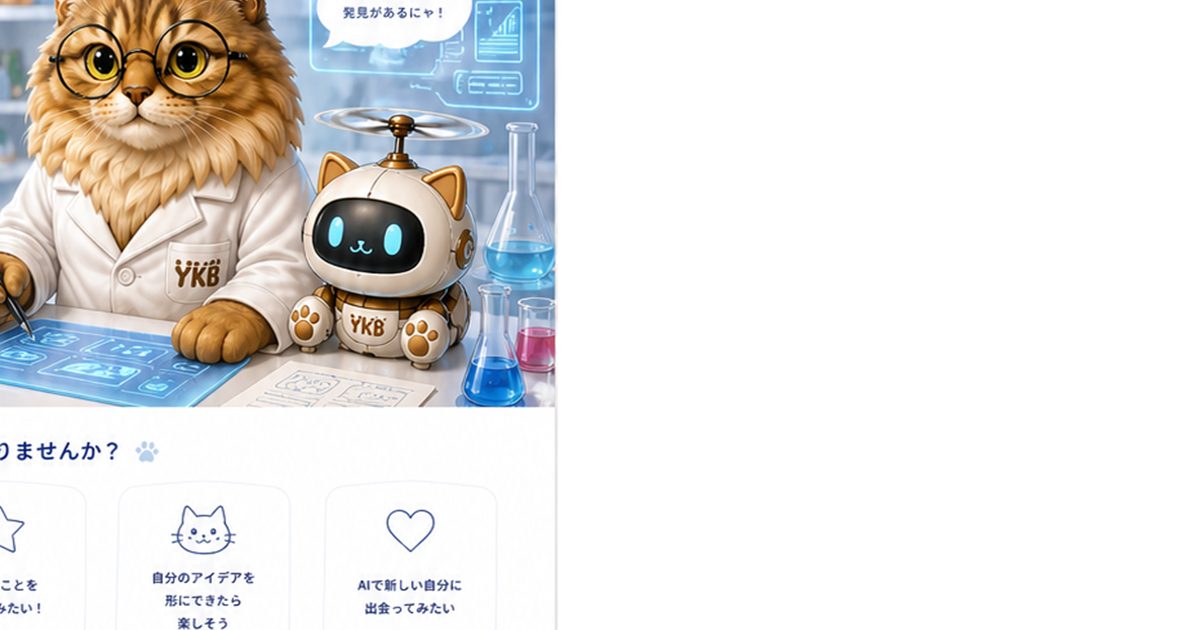 発見があるにゃ！
YKB
YKB
りませんか？
ことを
みたい！
自分のアイデアを
形にできたら
楽しそう
AIで新しい自分に
出会ってみたい